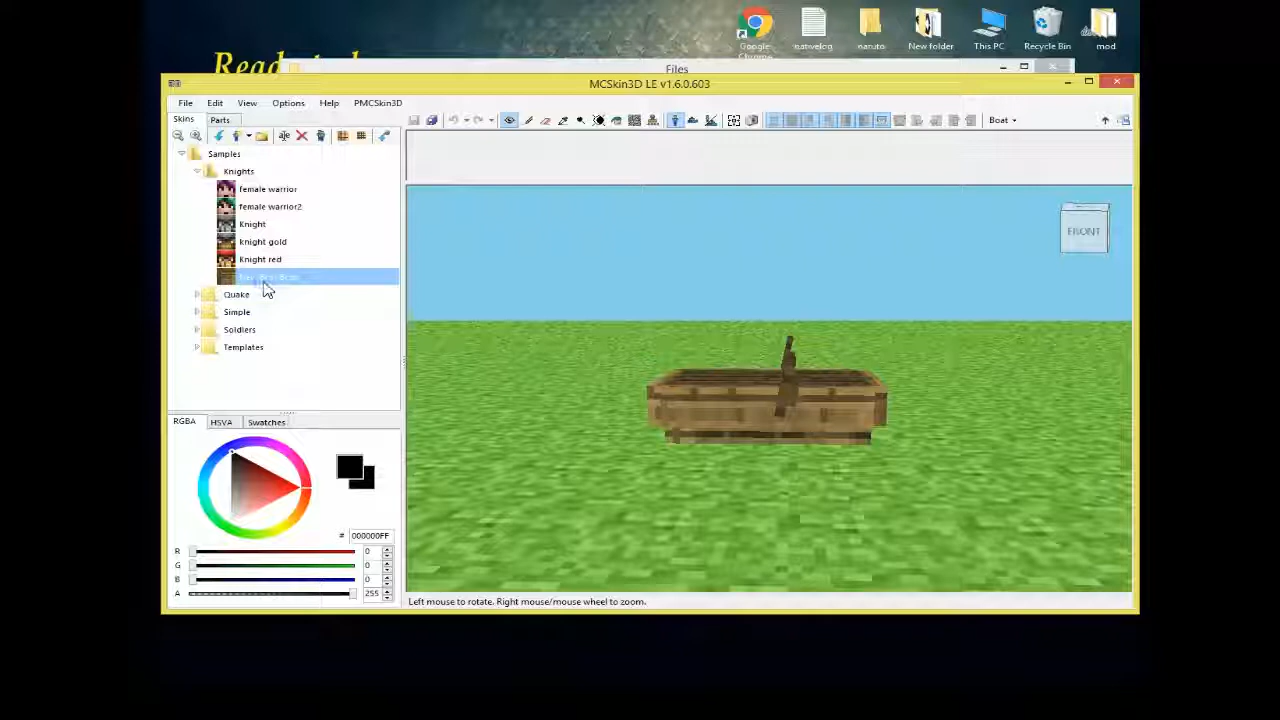 Google Chrome
nativelog
naruto
New folder
This PC
Recycle Bin
mod
Files
MCSkin3D LE v1.6.0.603
File Edit View Options Help PMCSkin3D
Skins Parts
Boat
Samples
Knights
female warrior
female warrior2
Knight
knight gold
Knight red
Quake
Simple
Soldiers
Templates
FRONT
RGBA HSVA Swatches
# 000000FF
R 0
G 0
B 0
A 255
Left mouse to rotate. Right mouse/mouse wheel to zoom.